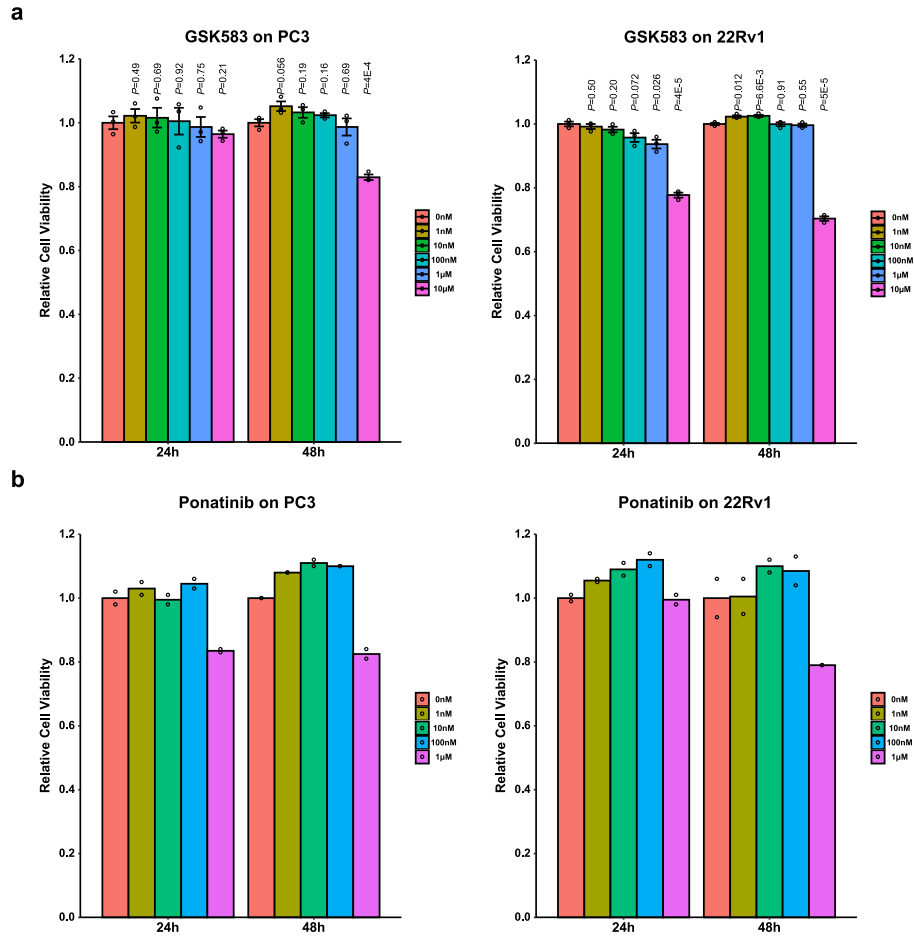 a
GSK583 on PC3
Relative Cell Viability
1.2
1.0
0.8
0.6
0.4
0.2
0.0
P=0.49
P=0.69
P=0.92
P=0.75
P=0.21
P=0.056
P=0.19
P=0.16
P=0.69
P=4E-4
24h
48h
0nM
1nM
10nM
100nM
1µM
10µM
GSK583 on 22Rv1
Relative Cell Viability
1.2
1.0
0.8
0.6
0.4
0.2
0.0
P=0.50
P=0.20
P=0.072
P=0.026
P=4E-5
P=0.012
P=6.6E-3
P=0.91
P=0.55
P=5E-5
24h
48h
0nM
1nM
10nM
100nM
1µM
10µM
b
Ponatinib on PC3
Relative Cell Viability
1.2
1.0
0.8
0.6
0.4
0.2
0.0
24h
48h
0nM
1nM
10nM
100nM
1µM
Ponatinib on 22Rv1
Relative Cell Viability
1.2
1.0
0.8
0.6
0.4
0.2
0.0
24h
48h
0nM
1nM
10nM
100nM
1µM